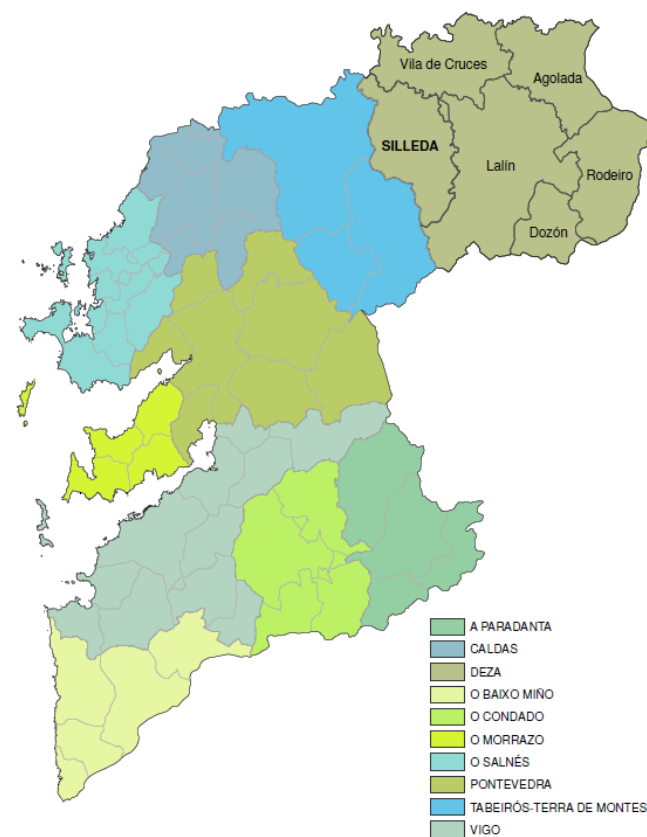 Vila de Cruces
Agolada
SILLEDA
Lalín
Rodeiro
Dozón
A PARADANTA
CALDAS
DEZA
O BAIXO MIÑO
O CONDADO
O MORRAZO
O SALNÉS
PONTEVEDRA
TABEIRÓS-TERRA DE MONTES
VIGO